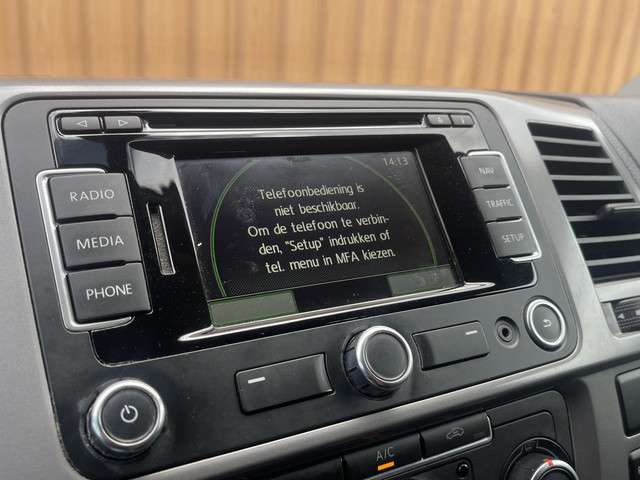 14:13
Telefoonbediening is
niet beschikbaar.
Om de telefoon te verbin-
den, "Setup" indrukken of
tel. menu in MFA kiezen.
RADIO
MEDIA
PHONE
NAV
TRAFFIC
SETUP
A/C